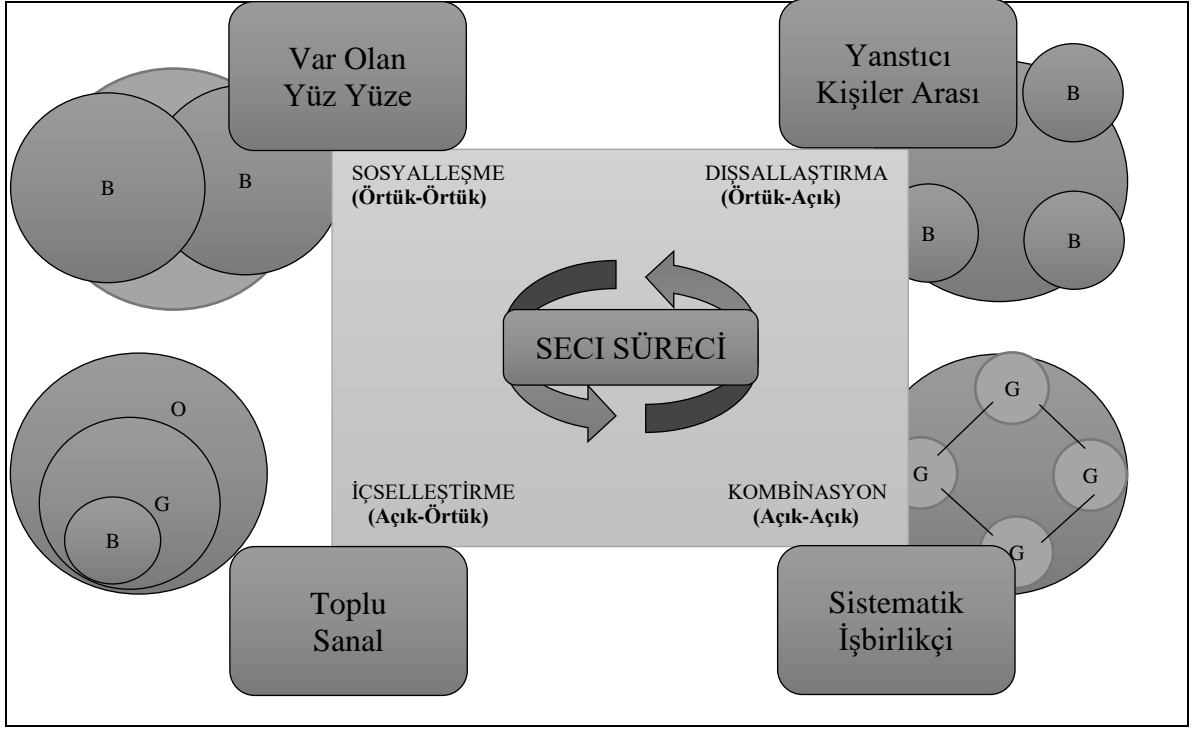 Var Olan
Yüz Yüze
Yanstıcı
Kişiler Arası
B
B
B
B
B
SOSYALLEŞME
(Örtük-Örtük)
DIŞSALLAŞTIRMA
(Örtük-Açık)
SECI SÜRECİ
O
G
B
İÇSELLEŞTİRME
(Açık-Örtük)
KOMBİNASYON
(Açık-Açık)
G
G
G
G
Toplu
Sanal
Sistematik
İşbirlikçi